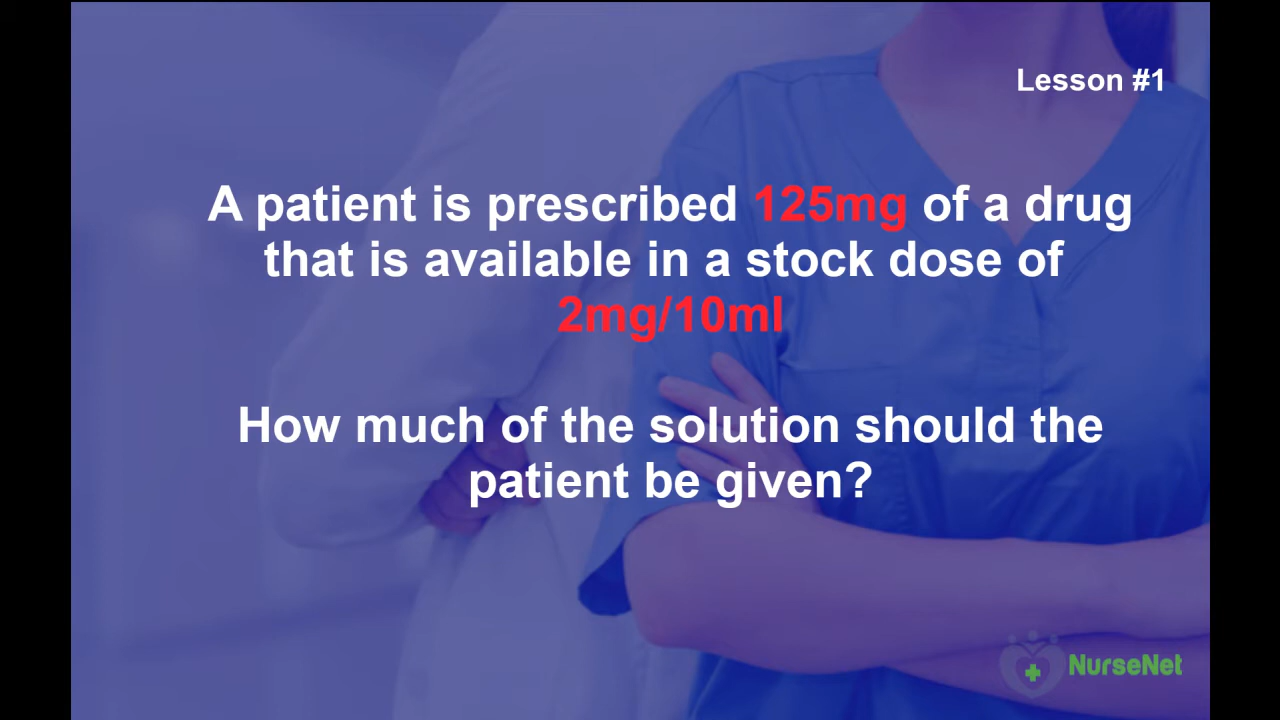 Lesson #1
A patient is prescribed 125mg of a drug
that is available in a stock dose of
2mg/10ml
How much of the solution should the
patient be given?
NurseNet